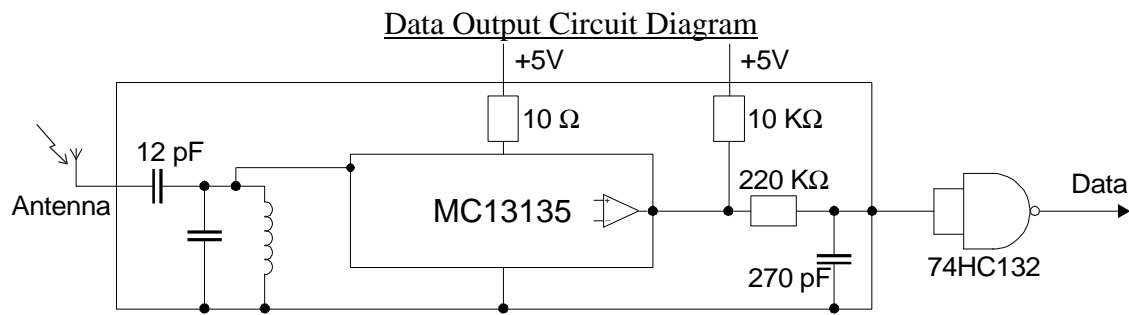 Data Output Circuit Diagram
+5V +5V
10 Ω 10 KΩ
12 pF
220 KΩ
Antenna
MC13135
+
−
Data
270 pF
74HC132